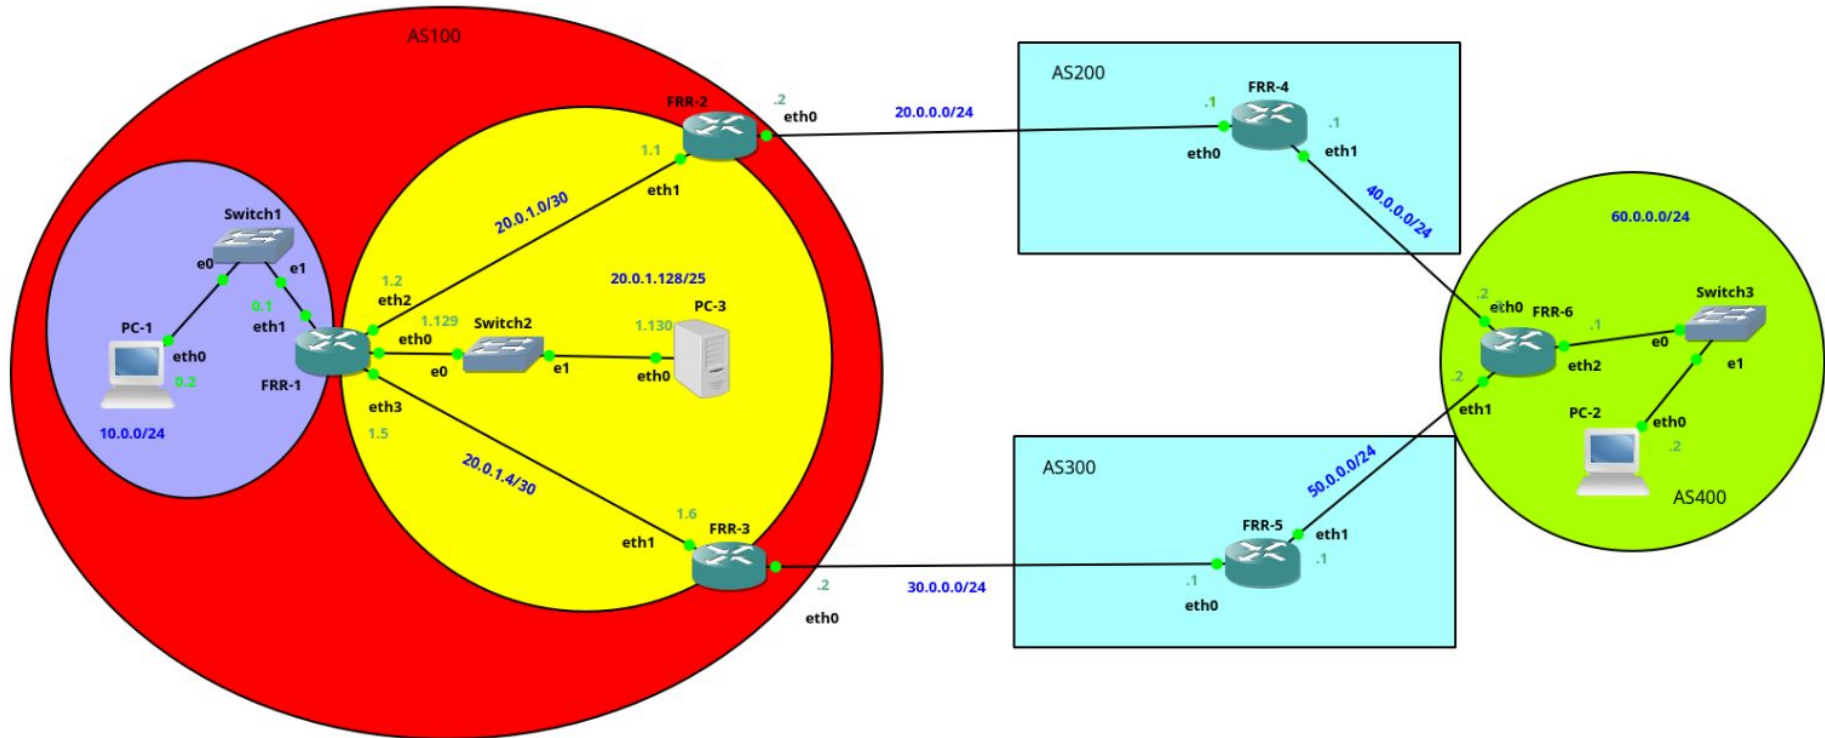 AS100
FRR-2
.2
eth0
20.0.0.0/24
AS200
FRR-4
.1
eth0
.1
eth1
1.1
eth1
20.0.1.0/30
40.0.0.0/24
60.0.0.0/24
Switch1
e0
e1
0.1
eth1
PC-1
eth0
0.2
10.0.0/24
FRR-1
1.2
eth2
1.129
eth0
Switch2
e0
e1
20.0.1.128/25
PC-3
1.130
eth0
eth3
1.5
20.0.1.4/30
1.6
eth1
FRR-3
.2
eth0
30.0.0.0/24
AS300
FRR-5
.1
eth0
eth1
.1
50.0.0.0/24
.2
eth0
FRR-6
.1
eth2
.2
eth1
Switch3
e0
e1
PC-2
eth0
.2
AS400